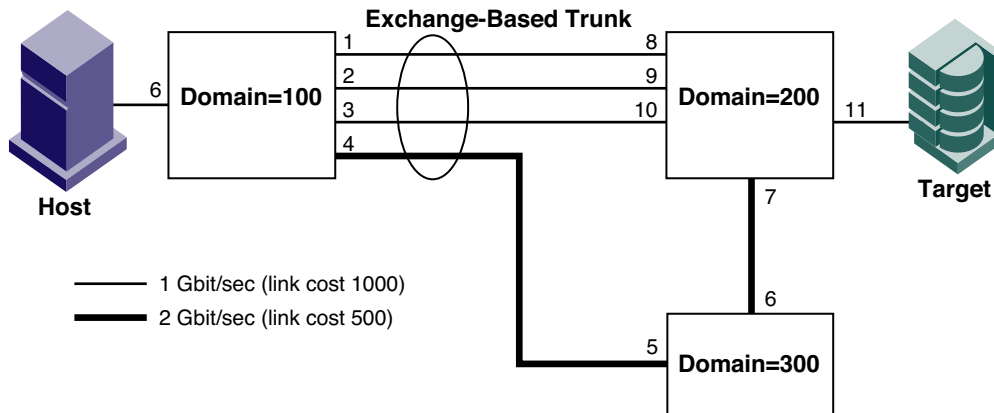 Exchange-Based Trunk
1
8
2
9
6
Domain=100
Domain=200
3
10
11
4
Host
7
Target
1 Gbit/sec (link cost 1000)
6
2 Gbit/sec (link cost 500)
5
Domain=300